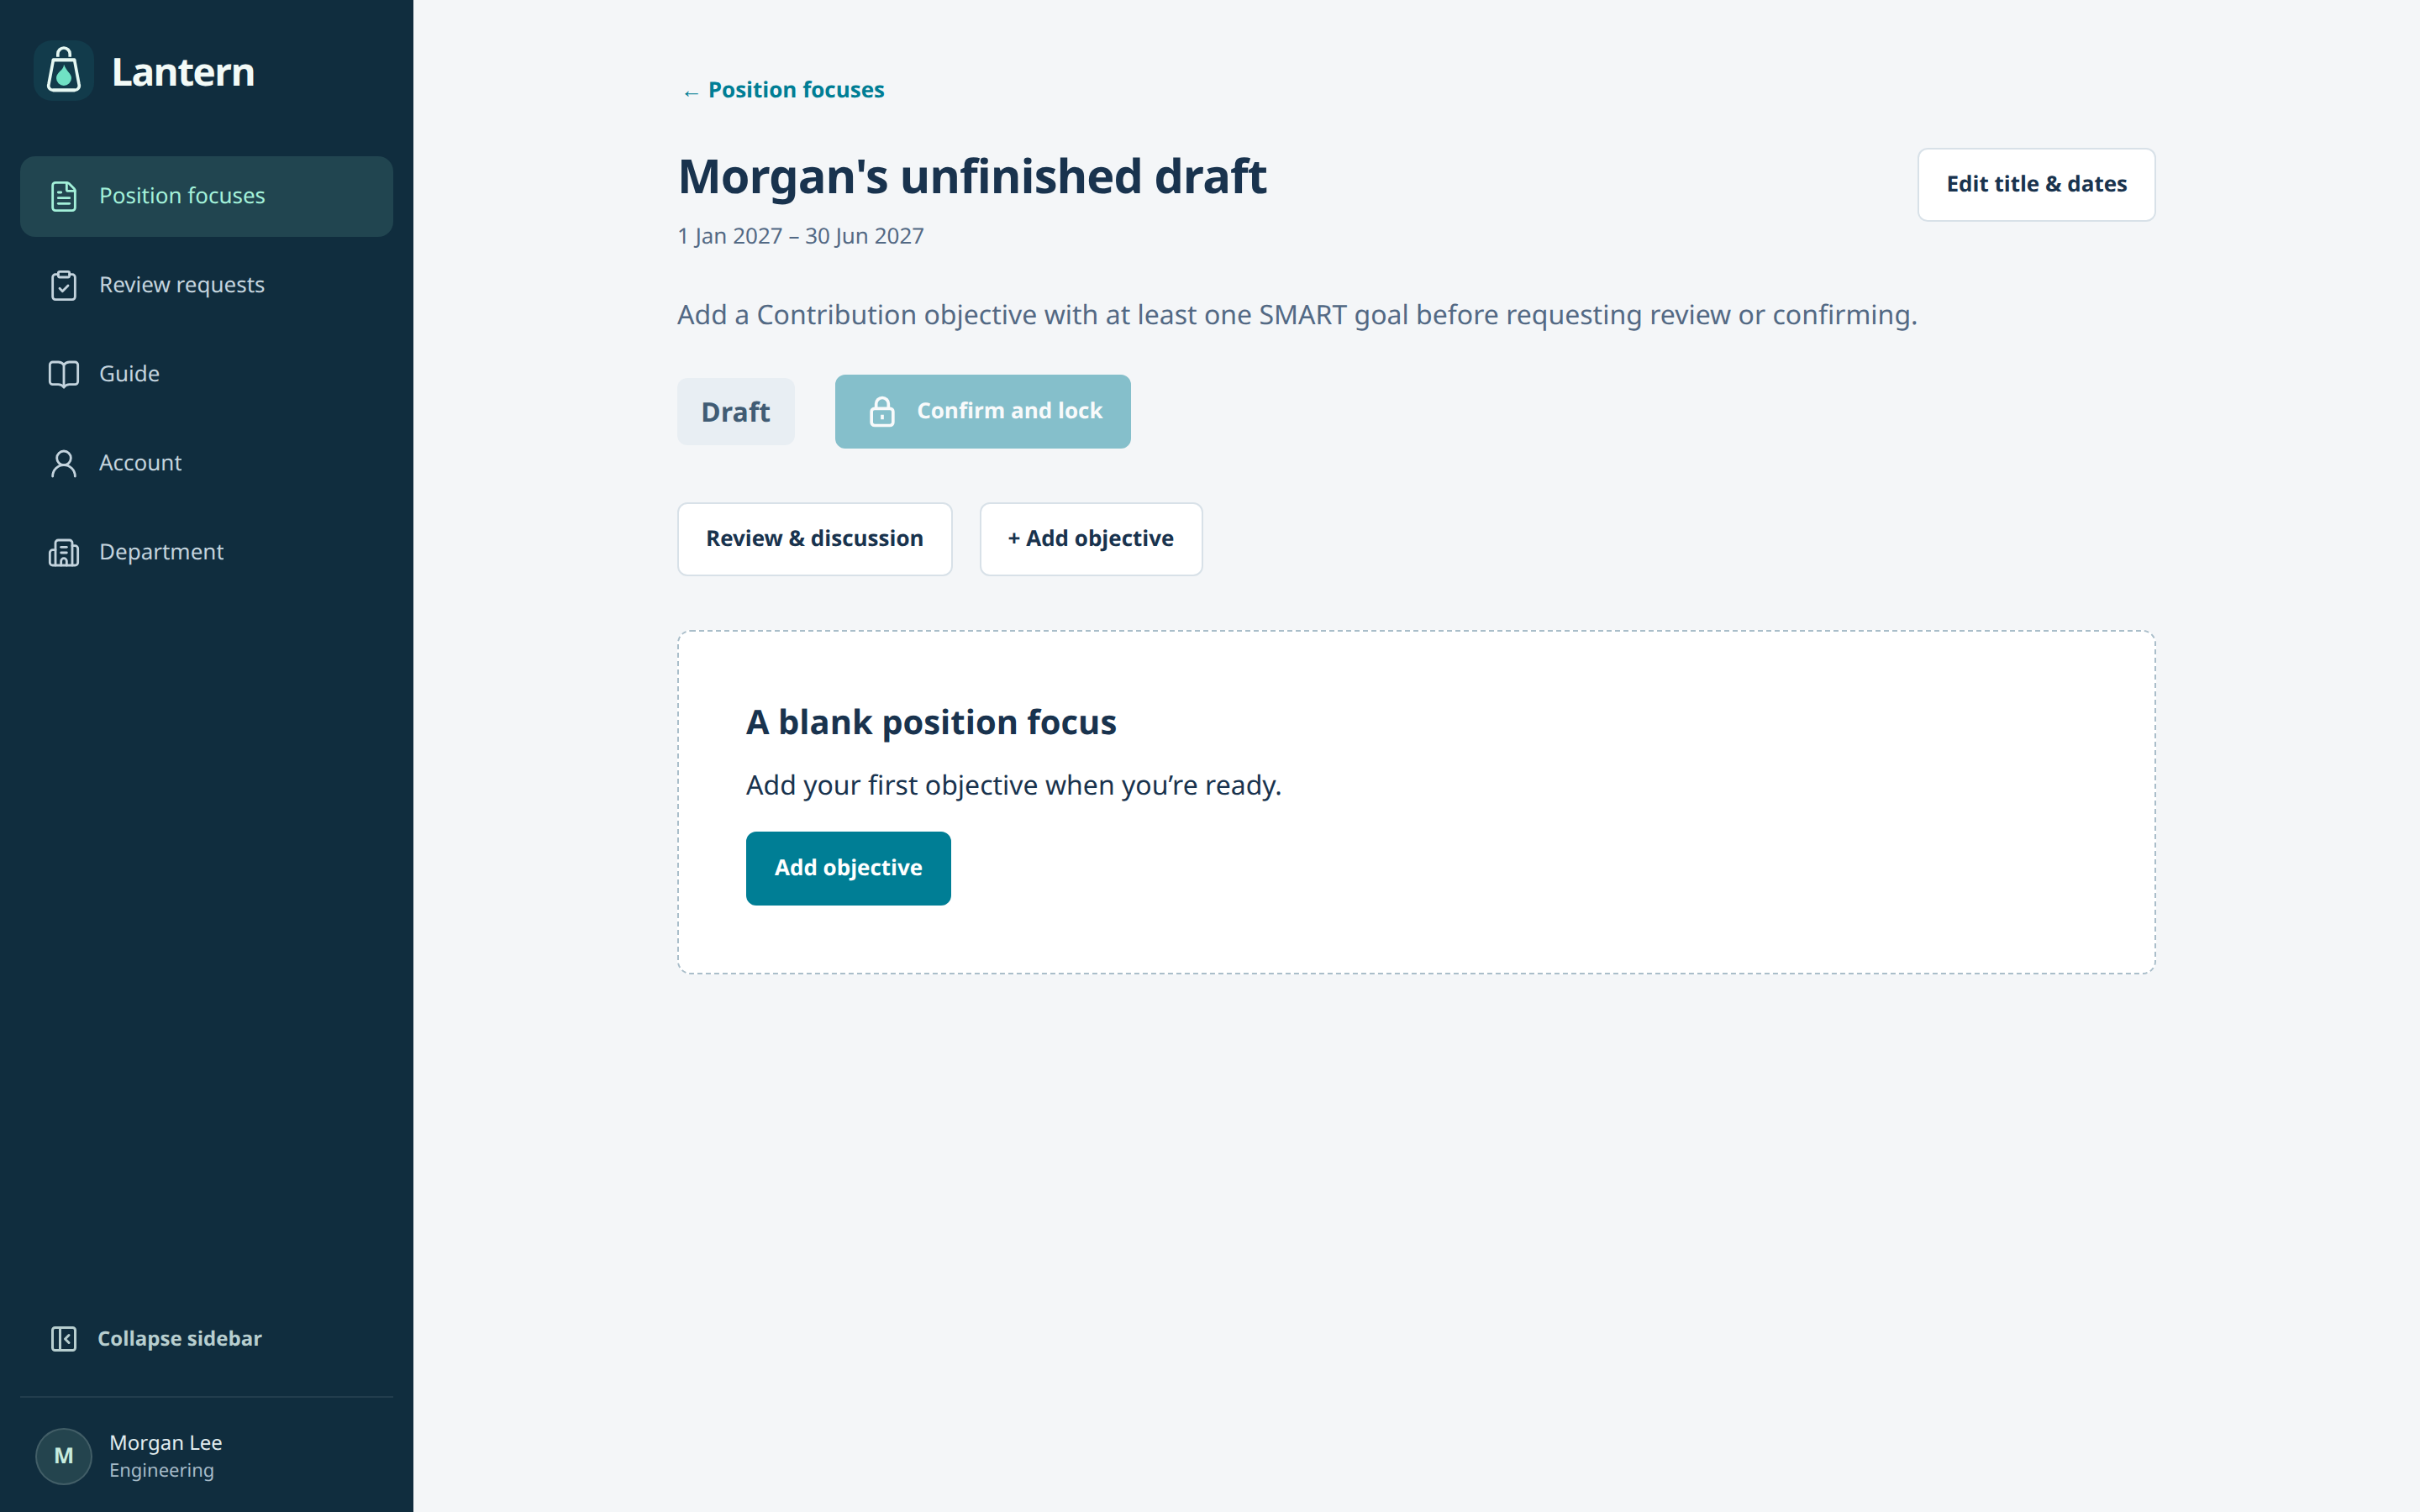 Lantern
Position focuses
Review requests
Guide
Account
Department
Collapse sidebar
M
Morgan Lee
Engineering
← Position focuses
Morgan's unfinished draft
Edit title & dates
1 Jan 2027 – 30 Jun 2027
Add a Contribution objective with at least one SMART goal before requesting review or confirming.
Draft
Confirm and lock
Review & discussion
+ Add objective
A blank position focus
Add your first objective when you’re ready.
Add objective